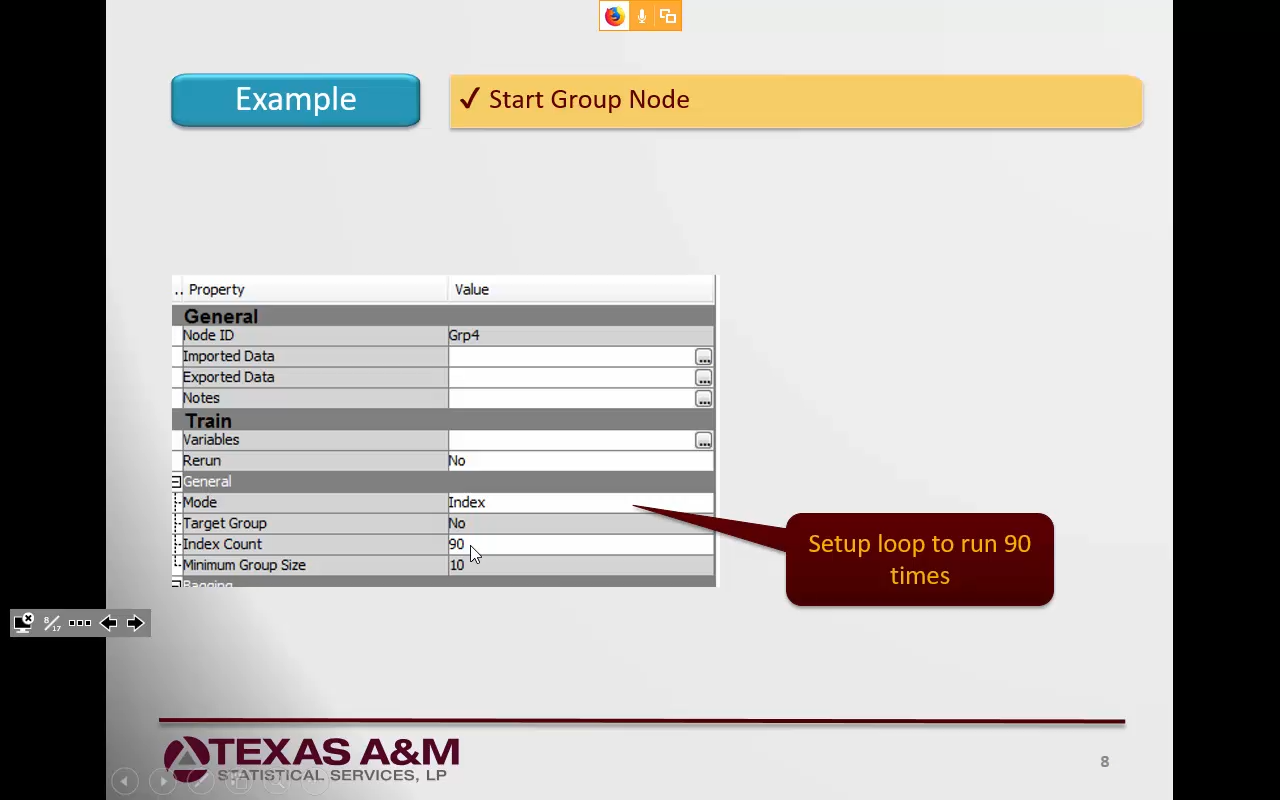 Example
✓ Start Group Node
.. Property Value
General
Node ID Grp4
Imported Data ...
Exported Data ...
Notes ...
Train
Variables ...
Rerun No
General
Mode Index
Target Group No
Index Count 90
Minimum Group Size 10
Bagging
Setup loop to run 90
times
8/17
TEXAS A&M
STATISTICAL SERVICES, LP
8